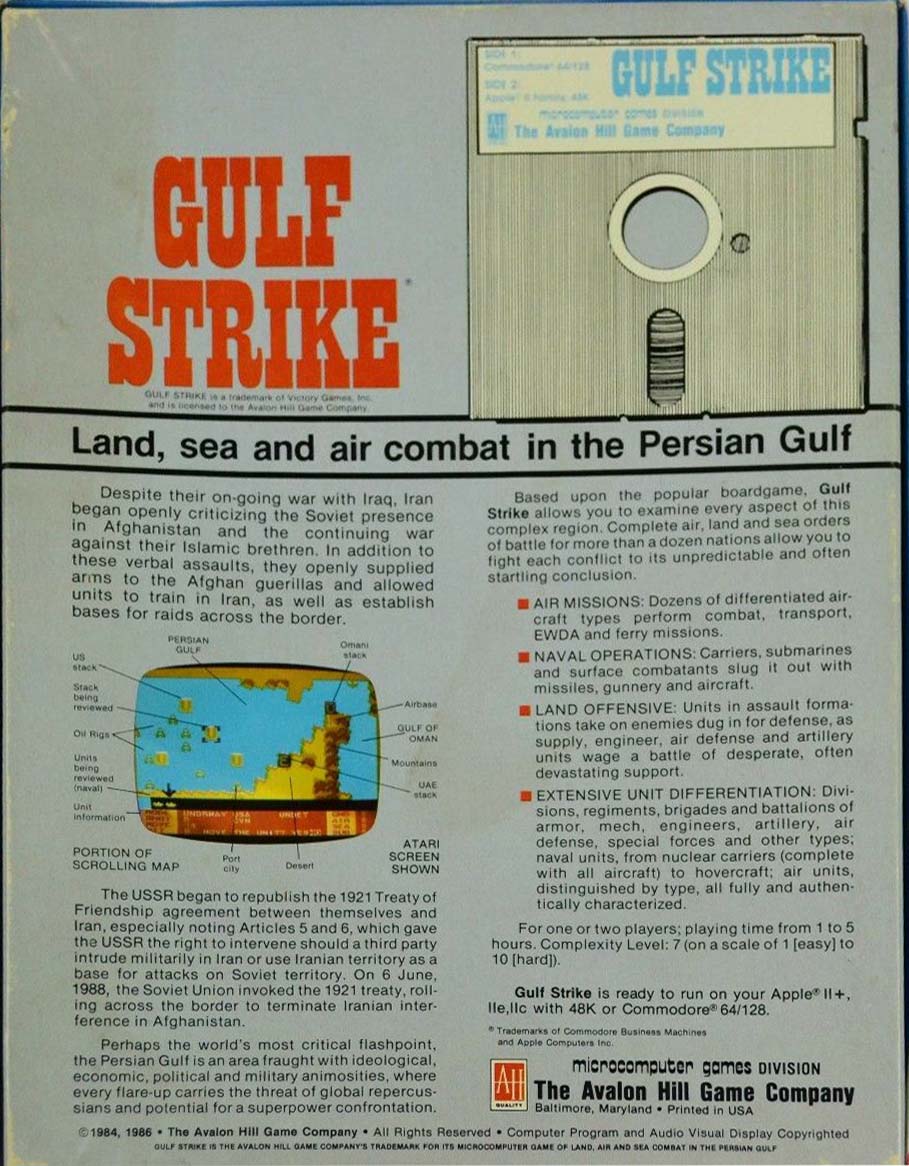 SIDE 1:
Commodore® 64/128
SIDE 2:
Apple® II family, 48K
GULF STRIKE
microcomputer games DIVISION
AH The Avalon Hill Game Company
GULF
STRIKE®
GULF STRIKE is a trademark of Victory Games, Inc.
and is licensed to the Avalon Hill Game Company.
Land, sea and air combat in the Persian Gulf
Despite their on-going war with Iraq, Iran
began openly criticizing the Soviet presence
in Afghanistan and the continuing war
against their Islamic brethren. In addition to
these verbal assaults, they openly supplied
arms to the Afghan guerillas and allowed
units to train in Iran, as well as establish
bases for raids across the border.
PERSIAN
GULF
Omani
stack
US
stack
Stack
being
reviewed
Oil Rigs
Units
being
reviewed
(naval)
Unit
information
Airbase
GULF OF
OMAN
Mountains
UAE
stack
UNDRWAY USA
CVN
UNDET
MOVE THE UNIT?
AIR
SEA
SUB
PORTION OF
SCROLLING MAP
Port
city
Desert
ATARI
SCREEN
SHOWN
The USSR began to republish the 1921 Treaty of
Friendship agreement between themselves and
Iran, especially noting Articles 5 and 6, which gave
the USSR the right to intervene should a third party
intrude militarily in Iran or use Iranian territory as a
base for attacks on Soviet territory. On 6 June,
1988, the Soviet Union invoked the 1921 treaty, roll-
ing across the border to terminate Iranian inter-
ference in Afghanistan.
Perhaps the world's most critical flashpoint,
the Persian Gulf is an area fraught with ideological,
economic, political and military animosities, where
every flare-up carries the threat of global repercus-
sians and potential for a superpower confrontation.
Based upon the popular boardgame, Gulf
Strike allows you to examine every aspect of this
complex region. Complete air, land and sea orders
of battle for more than a dozen nations allow you to
fight each conflict to its unpredictable and often
startling conclusion.
AIR MISSIONS: Dozens of differentiated air-
craft types perform combat, transport,
EWDA and ferry missions.
NAVAL OPERATIONS: Carriers, submarines
and surface combatants slug it out with
missiles, gunnery and aircraft.
LAND OFFENSIVE: Units in assault forma-
tions take on enemies dug in for defense, as
supply, engineer, air defense and artillery
units wage a battle of desperate, often
devastating support.
EXTENSIVE UNIT DIFFERENTIATION: Divi-
sions, regiments, brigades and battalions of
armor, mech, engineers, artillery, air
defense, special forces and other types;
naval units, from nuclear carriers (complete
with all aircraft) to hovercraft; air units,
distinguished by type, all fully and authen-
tically characterized.
For one or two players; playing time from 1 to 5
hours. Complexity Level: 7 (on a scale of 1 [easy] to
10 [hard]).
Gulf Strike is ready to run on your Apple® II+,
IIe,IIc with 48K or Commodore® 64/128.
® Trademarks of Commodore Business Machines
and Apple Computers Inc.
microcomputer games DIVISION
AH
QUALITY
The Avalon Hill Game Company
Baltimore, Maryland • Printed in USA
©1984, 1986 • The Avalon Hill Game Company • All Rights Reserved • Computer Program and Audio Visual Display Copyrighted
GULF STRIKE IS THE AVALON HILL GAME COMPANY'S TRADEMARK FOR ITS MICROCOMPUTER GAME OF LAND, AIR AND SEA COMBAT IN THE PERSIAN GULF